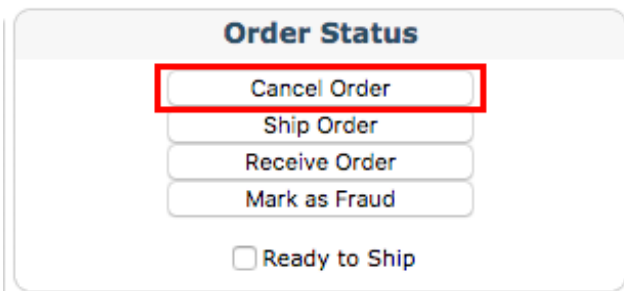 Order Status
Cancel Order
Ship Order
Receive Order
Mark as Fraud
Ready to Ship